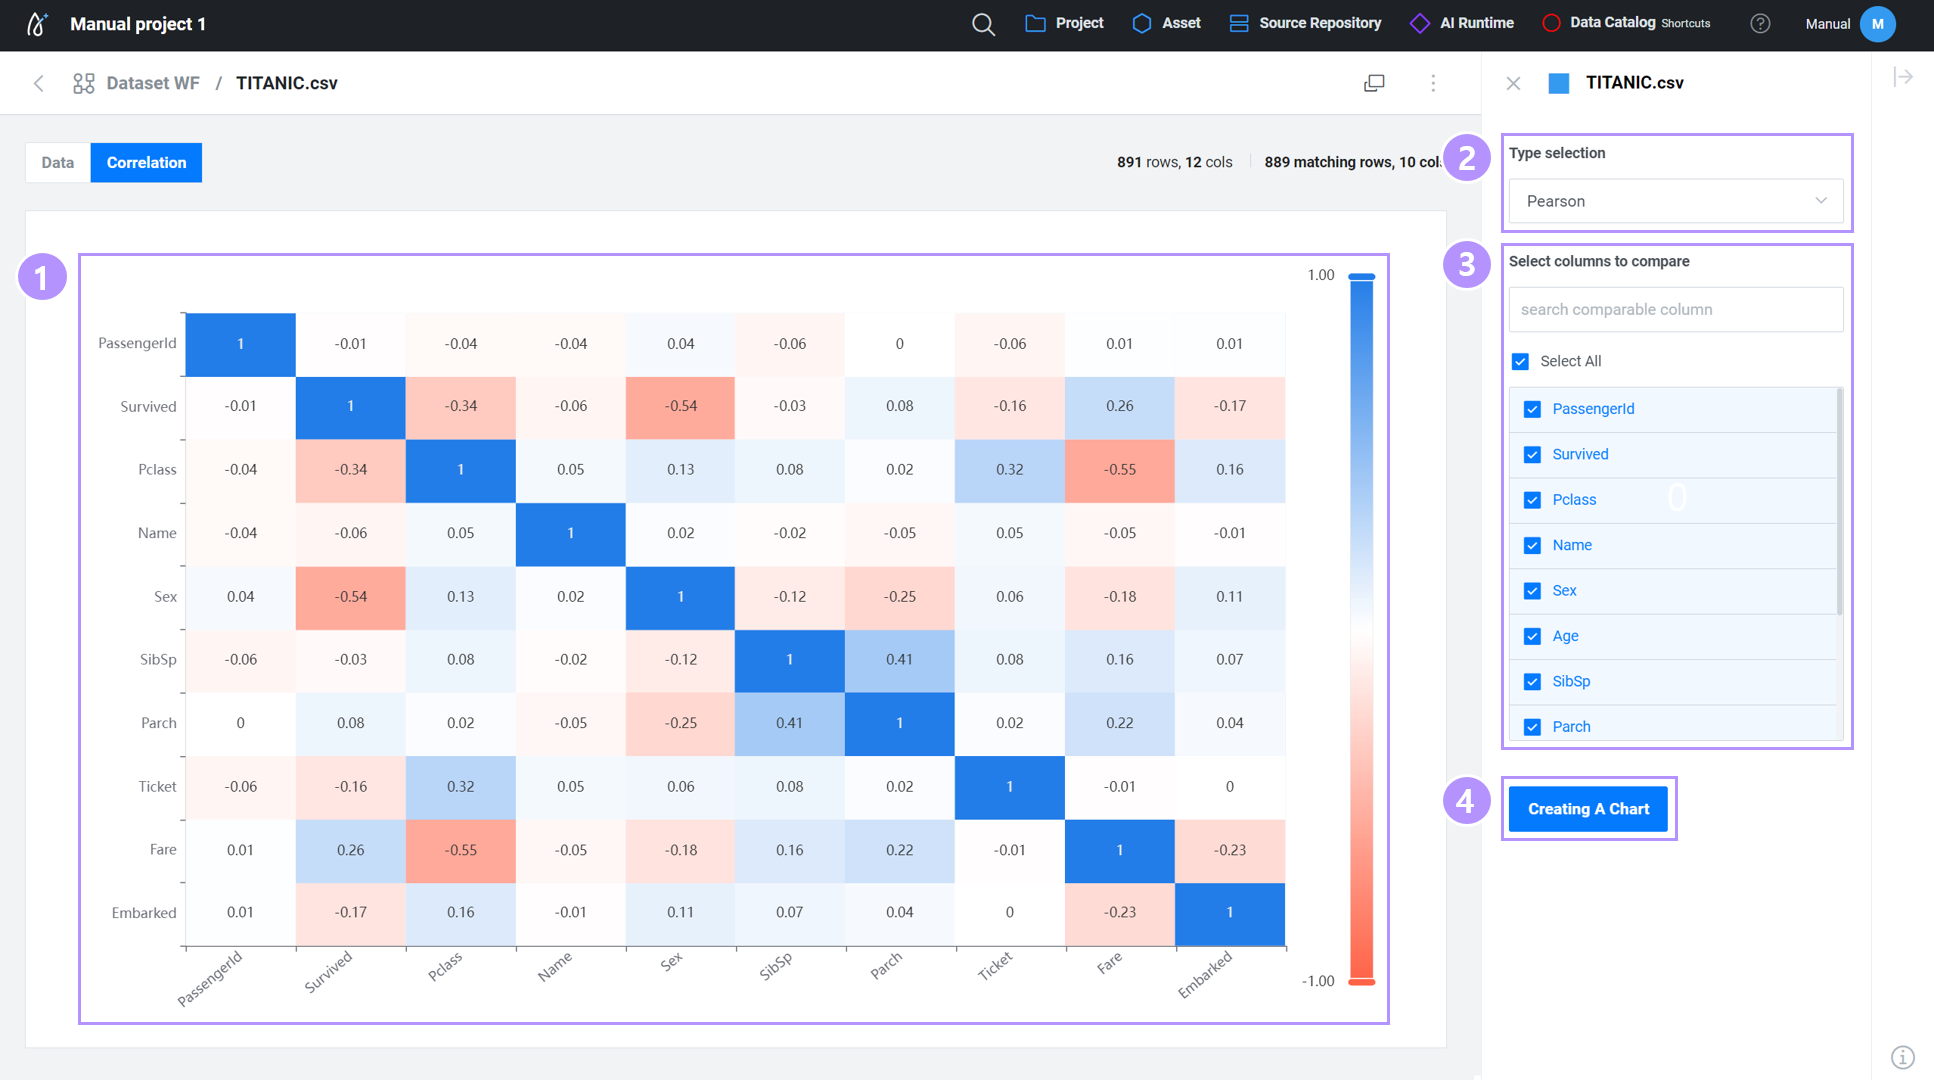 Manual project 1
Project
Asset
Source Repository
AI Runtime
Data Catalog Shortcuts
?
Manual
M
Dataset WF / TITANIC.csv
TITANIC.csv
Data
Correlation
891 rows, 12 cols
889 matching rows, 10
2
Type selection
Pearson
3
Select columns to compare
search comparable column
Select All
PassengerId
Survived
Pclass
0
Name
Sex
Age
SibSp
Parch
4
Creating A Chart
1
1.00
PassengerId 1 -0.01 -0.04 -0.04 0.04 -0.06 0 -0.06 0.01 0.01
Survived -0.01 1 -0.34 -0.06 -0.54 -0.03 0.08 -0.16 0.26 -0.17
Pclass -0.04 -0.34 1 0.05 0.13 0.08 0.02 0.32 -0.55 0.16
Name -0.04 -0.06 0.05 1 0.02 -0.02 -0.05 0.05 -0.05 -0.01
Sex 0.04 -0.54 0.13 0.02 1 -0.12 -0.25 0.06 -0.18 0.11
SibSp -0.06 -0.03 0.08 -0.02 -0.12 1 0.41 0.08 0.16 0.07
Parch 0 0.08 0.02 -0.05 -0.25 0.41 1 0.02 0.22 0.04
Ticket -0.06 -0.16 0.32 0.05 0.06 0.08 0.02 1 -0.01 0
Fare 0.01 0.26 -0.55 -0.05 -0.18 0.16 0.22 -0.01 1 -0.23
Embarked 0.01 -0.17 0.16 -0.01 0.11 0.07 0.04 0 -0.23 1
PassengerId Survived Pclass Name Sex SibSp Parch Ticket Fare Embarked
-1.00